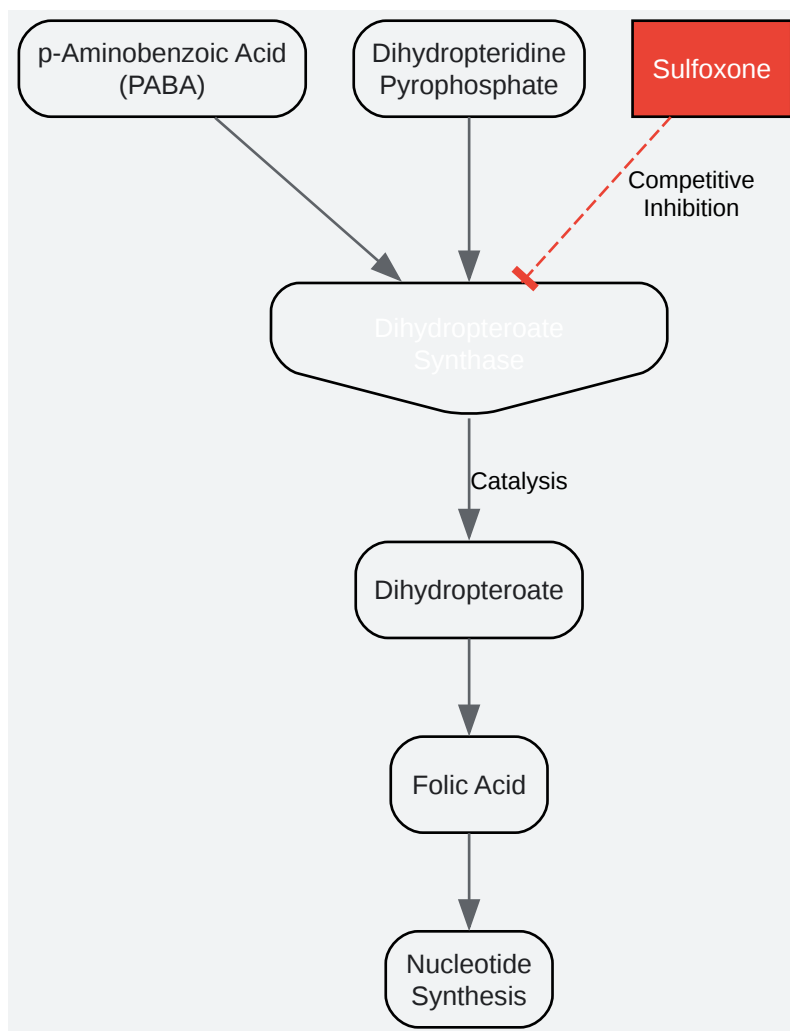 p-Aminobenzoic Acid
(PABA)
Dihydropteridine
Pyrophosphate
Sulfoxone
Competitive
Inhibition
Dihydropteroate
Synthase
Catalysis
Dihydropteroate
Folic Acid
Nucleotide
Synthesis